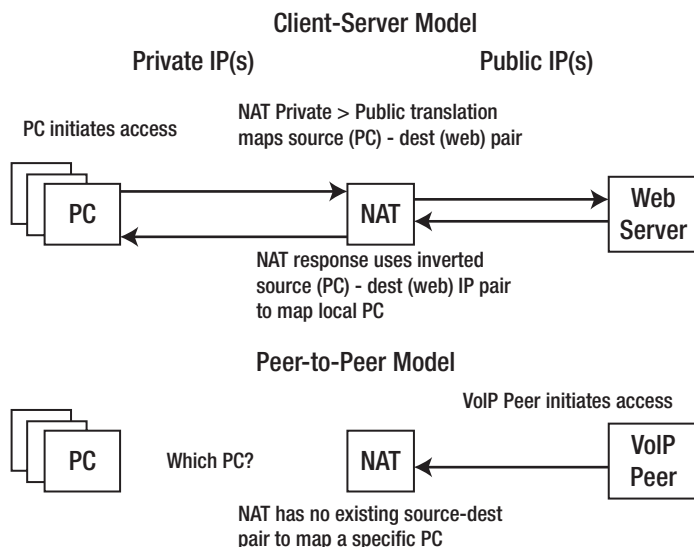 Client-Server Model
Private IP(s)
Public IP(s)
NAT Private > Public translation
maps source (PC) - dest (web) pair
PC initiates access
PC
NAT
Web
Server
NAT response uses inverted
source (PC) - dest (web) IP pair
to map local PC
Peer-to-Peer Model
VoIP Peer initiates access
PC
Which PC?
NAT
VoIP
Peer
NAT has no existing source-dest
pair to map a specific PC